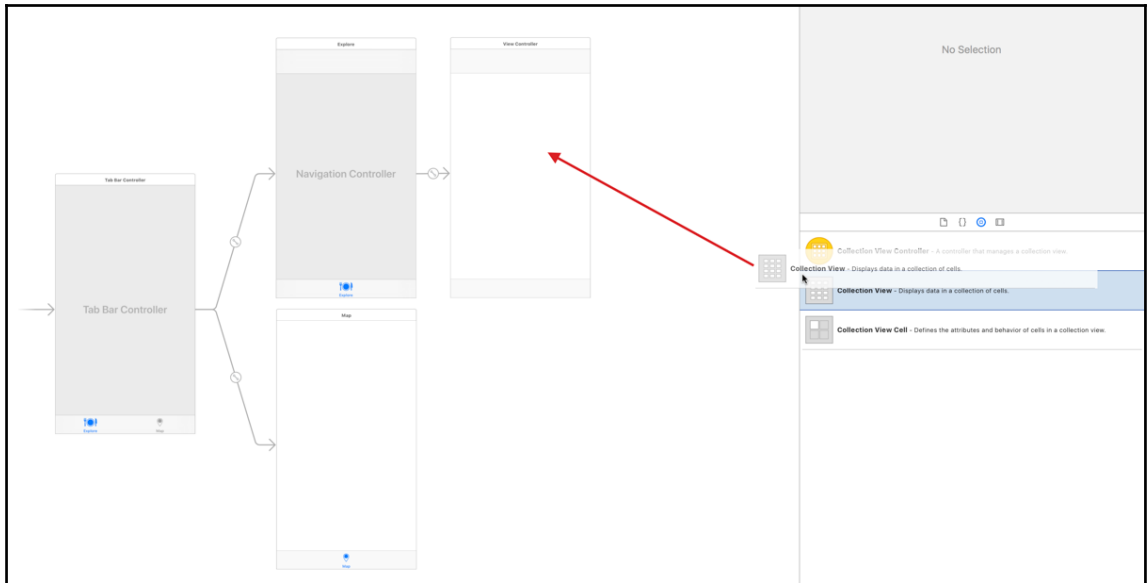 Explore
View Controller
No Selection
Navigation Controller
Tab Bar Controller
{}
Collection View Controller - A controller that manages a collection view.
Collection View - Displays data in a collection of cells.
Collection View - Displays data in a collection of cells.
Explore
Tab Bar Controller
Map
Collection View Cell - Defines the attributes and behavior of cells in a collection view.
Explore
Map
Map